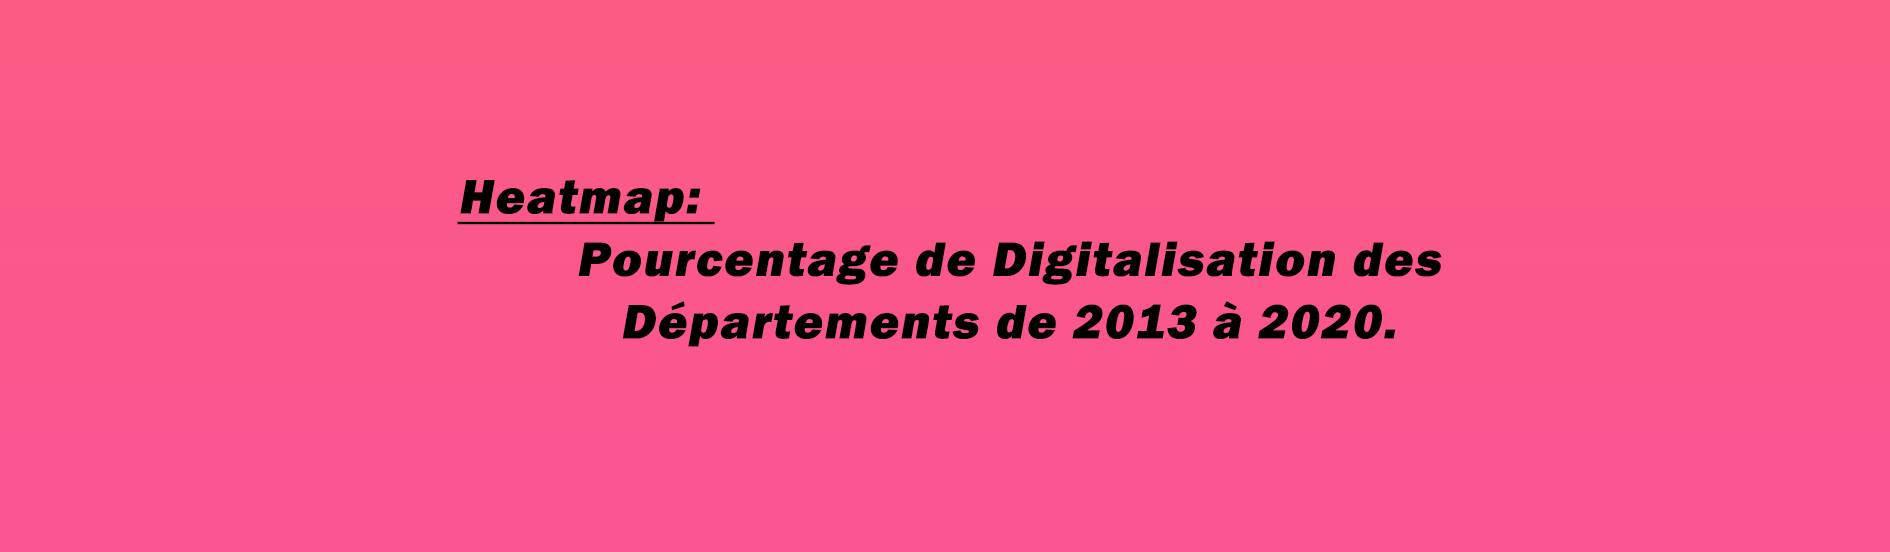 Heatmap:
Pourcentage de Digitalisation des
Départements de 2013 à 2020.